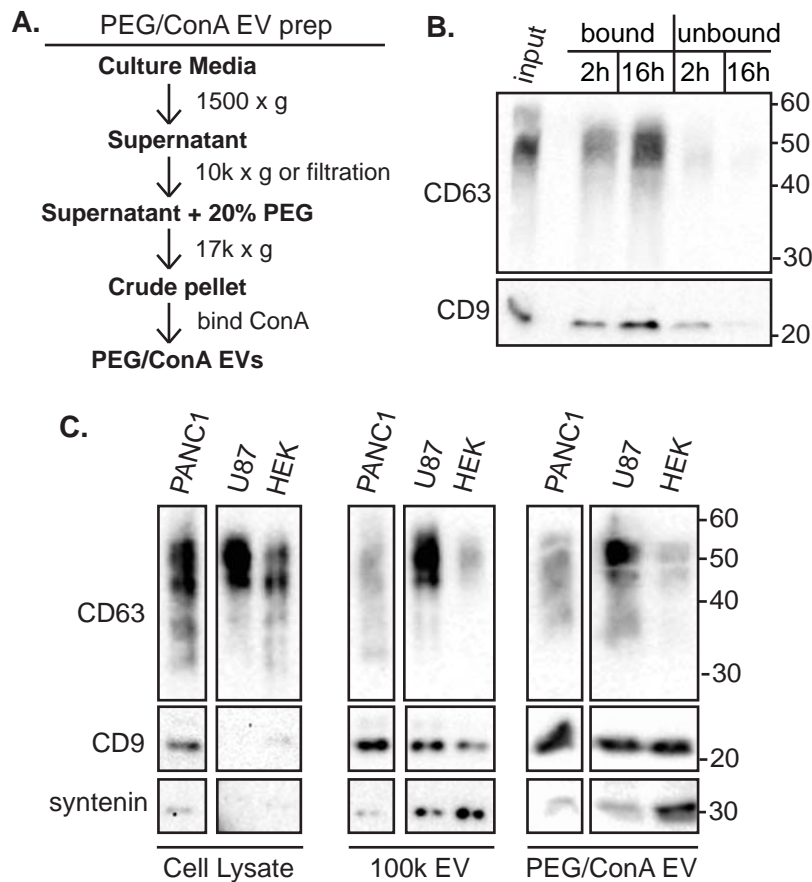 A.
PEG/ConA EV prep
Culture Media
1500 x g
Supernatant
10k x g or filtration
Supernatant + 20% PEG
17k x g
Crude pellet
bind ConA
PEG/ConA EVs
B.
input
bound unbound
2h 16h 2h 16h
CD63
-60
-50
-40
-30
CD9
-20
C.
PANC1 U87 HEK PANC1 U87 HEK PANC1 U87 HEK
CD63
-60
-50
-40
-30
CD9
-20
syntenin
-30
Cell Lysate 100k EV PEG/ConA EV